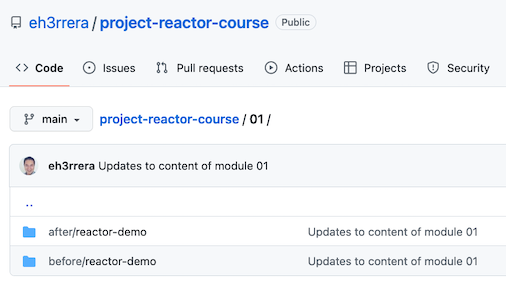 eh3rrera / project-reactor-course Public
Code Issues Pull requests Actions Projects Security
main project-reactor-course / 01 /
eh3rrera Updates to content of module 01
..
after/reactor-demo Updates to content of module 01
before/reactor-demo Updates to content of module 01